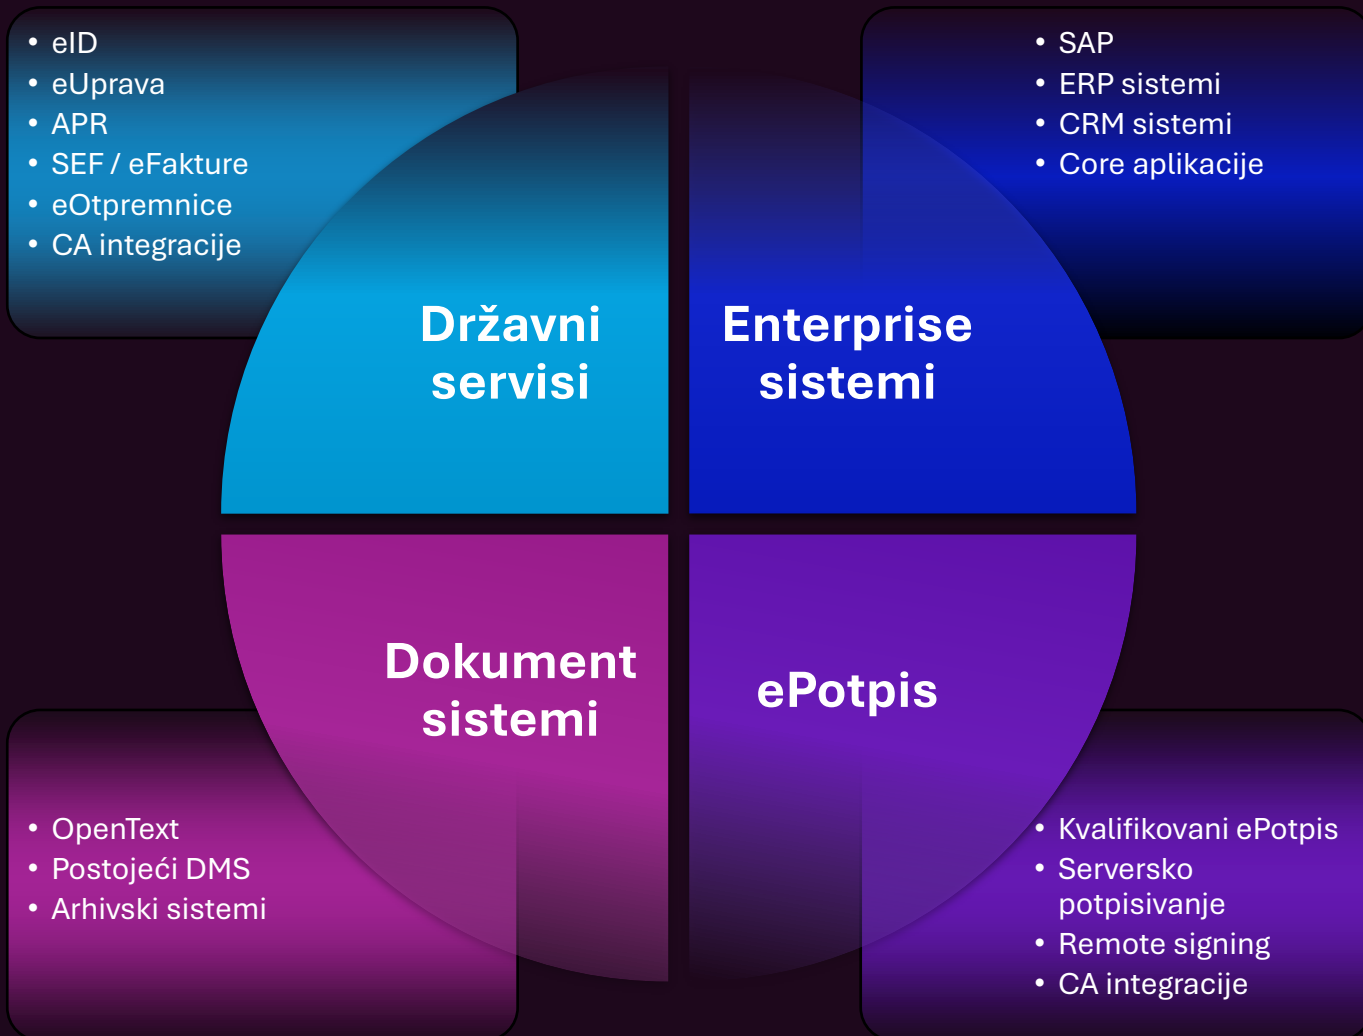 • eID
• eUprava
• APR
• SEF / eFakture
• eOtpremnice
• CA integracije
• SAP
• ERP sistemi
• CRM sistemi
• Core aplikacije
Državni
servisi
Enterprise
sistemi
Dokument
sistemi
ePotpis
• OpenText
• Postojeći DMS
• Arhivski sistemi
• Kvalifikovani ePotpis
• Serversko
potpisivanje
• Remote signing
• CA integracije